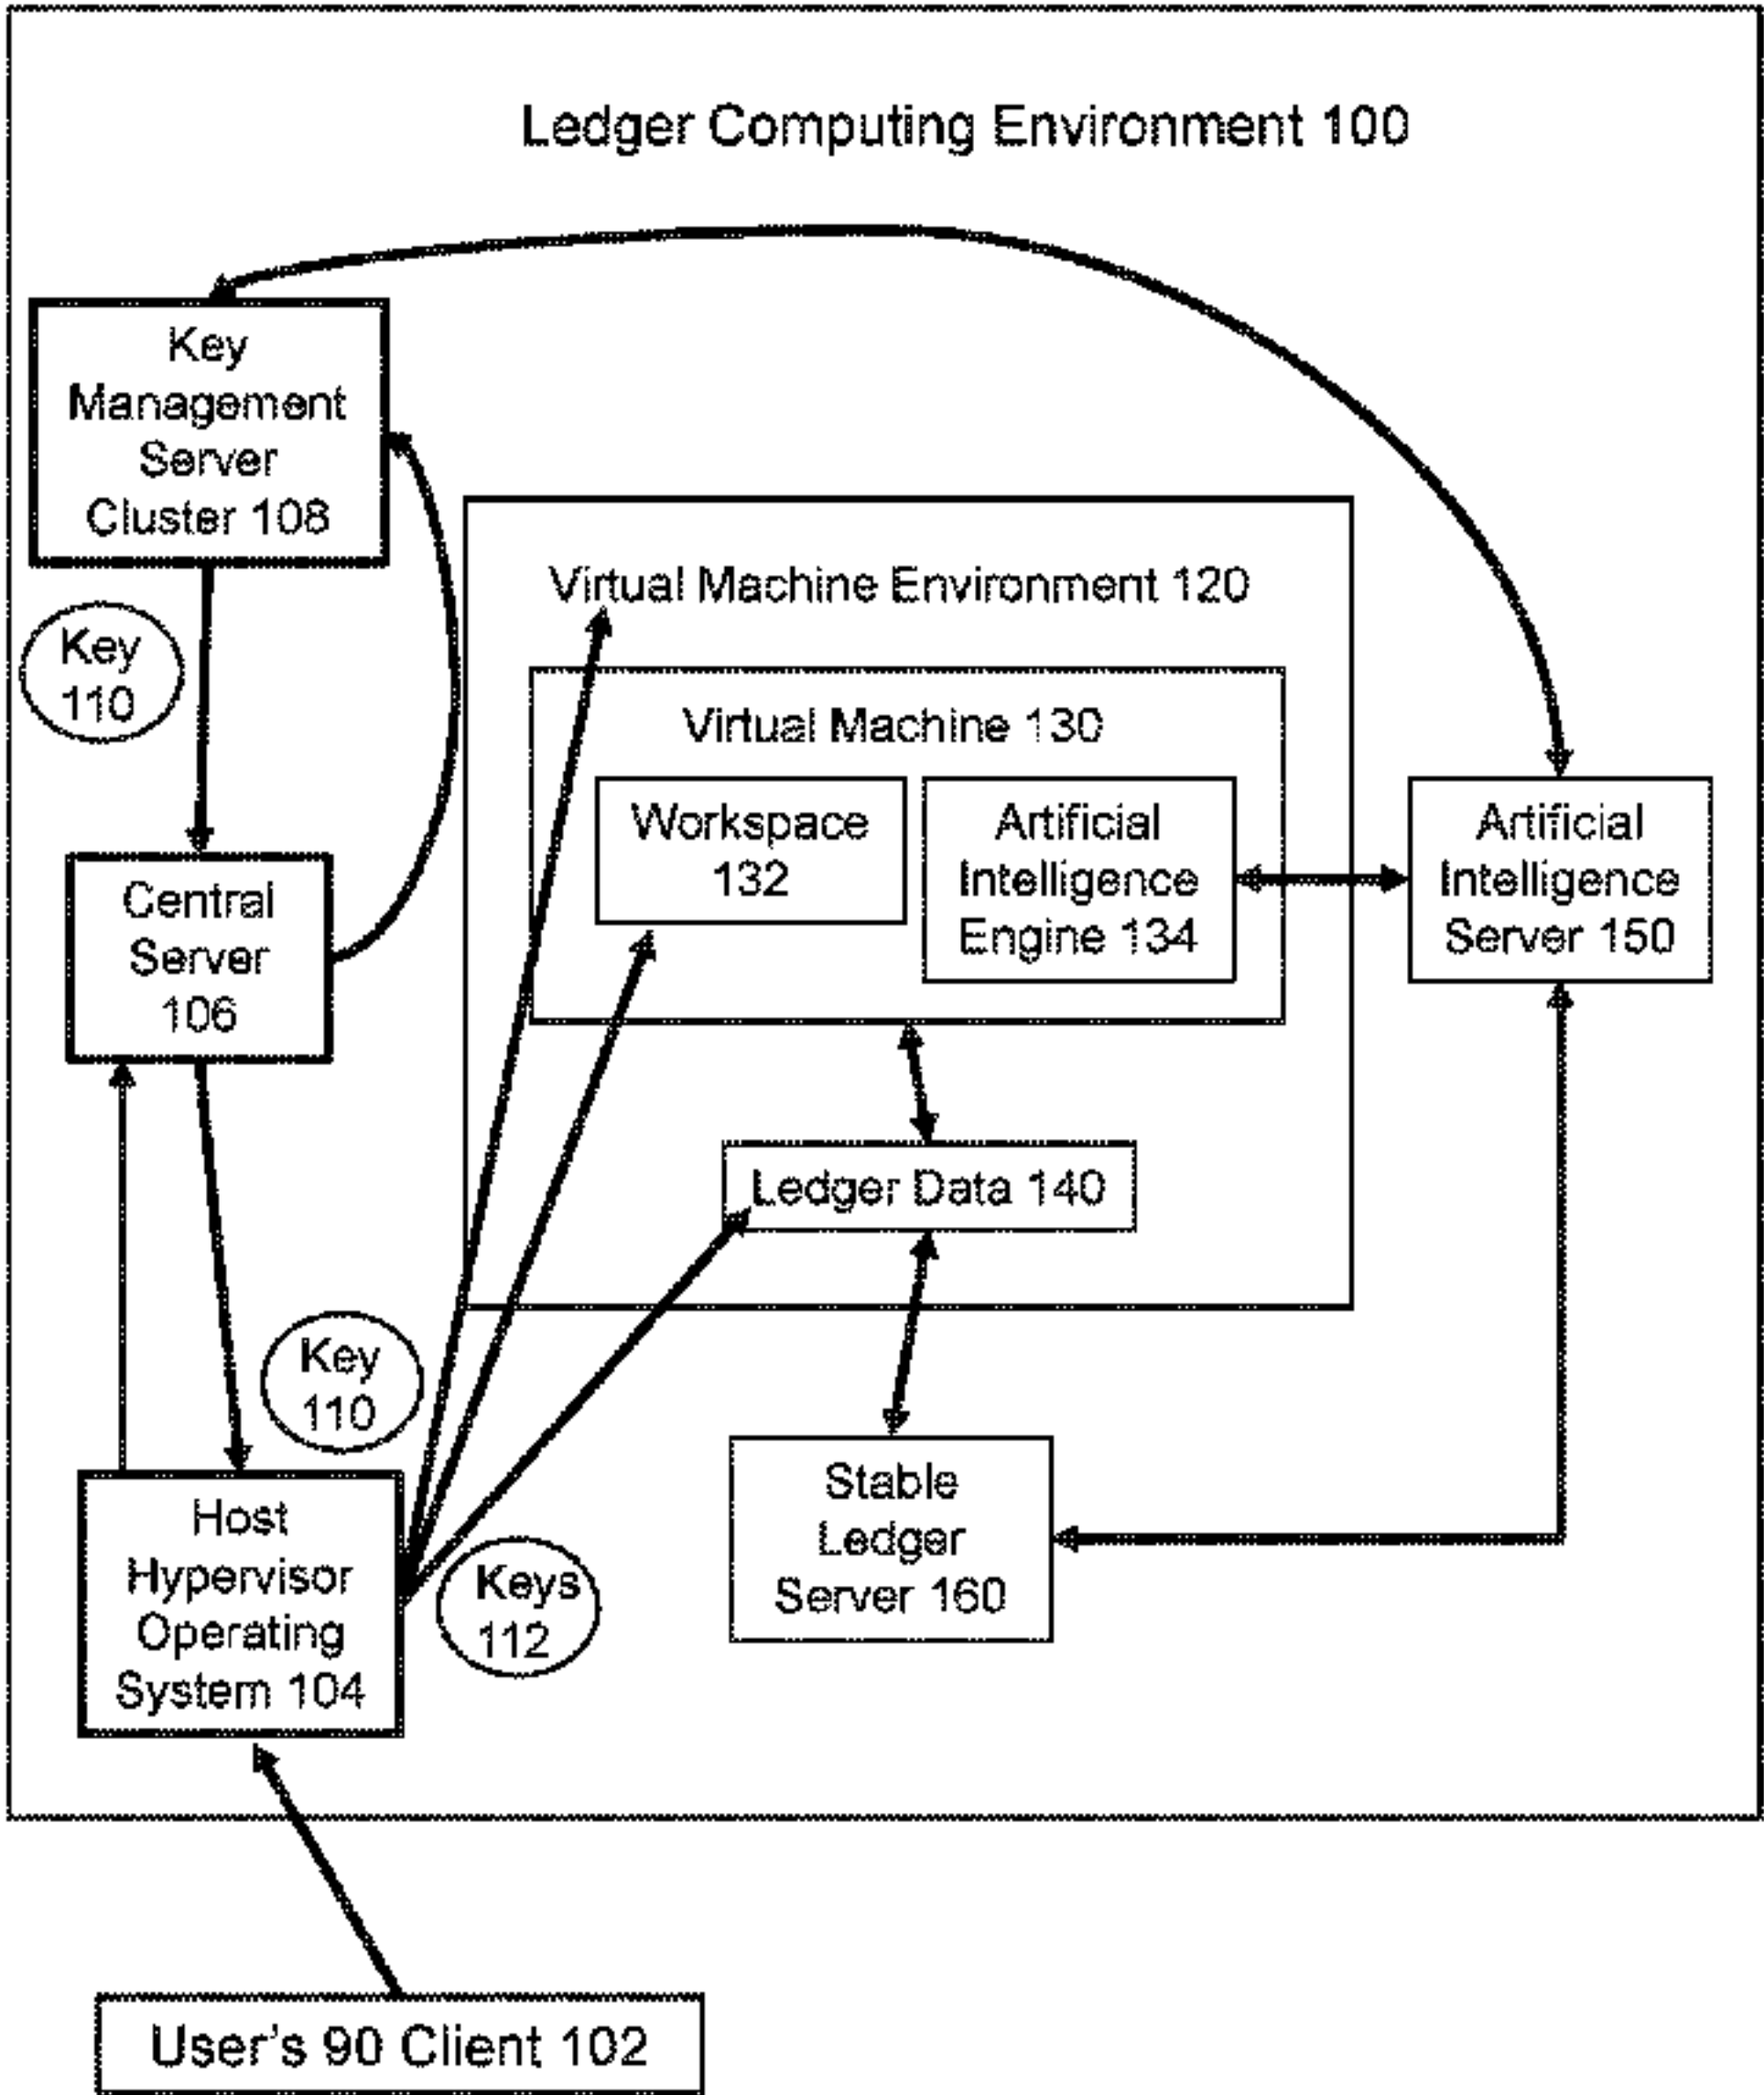 Ledger Computing Environment 100
Key
Management
Server
Cluster 108
Key
110
Virtual Machine Environment 120
Virtual Machine 130
Workspace
132
Artificial
Intelligence
Engine 134
Artificial
Intelligence
Server 150
Central
Server
106
Ledger Data 140
Key
110
Host
Hypervisor
Operating
System 104
Keys
112
Stable
Ledger
Server 160
User's 90 Client 102